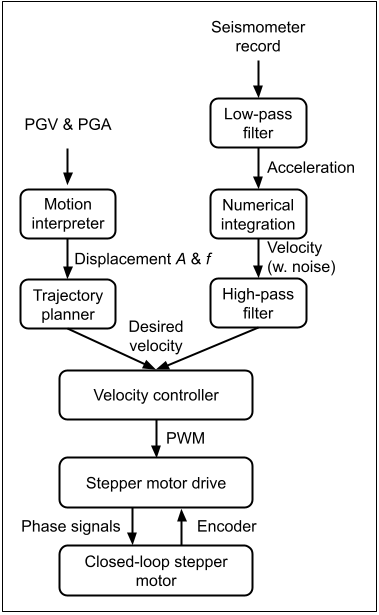 Seismometer
record
Low-pass
filter
PGV & PGA
Acceleration
Motion
interpreter
Numerical
integration
Displacement A & f
Velocity
(w. noise)
Trajectory
planner
High-pass
filter
Desired
velocity
Velocity controller
PWM
Stepper motor drive
Phase signals
Encoder
Closed-loop stepper
motor